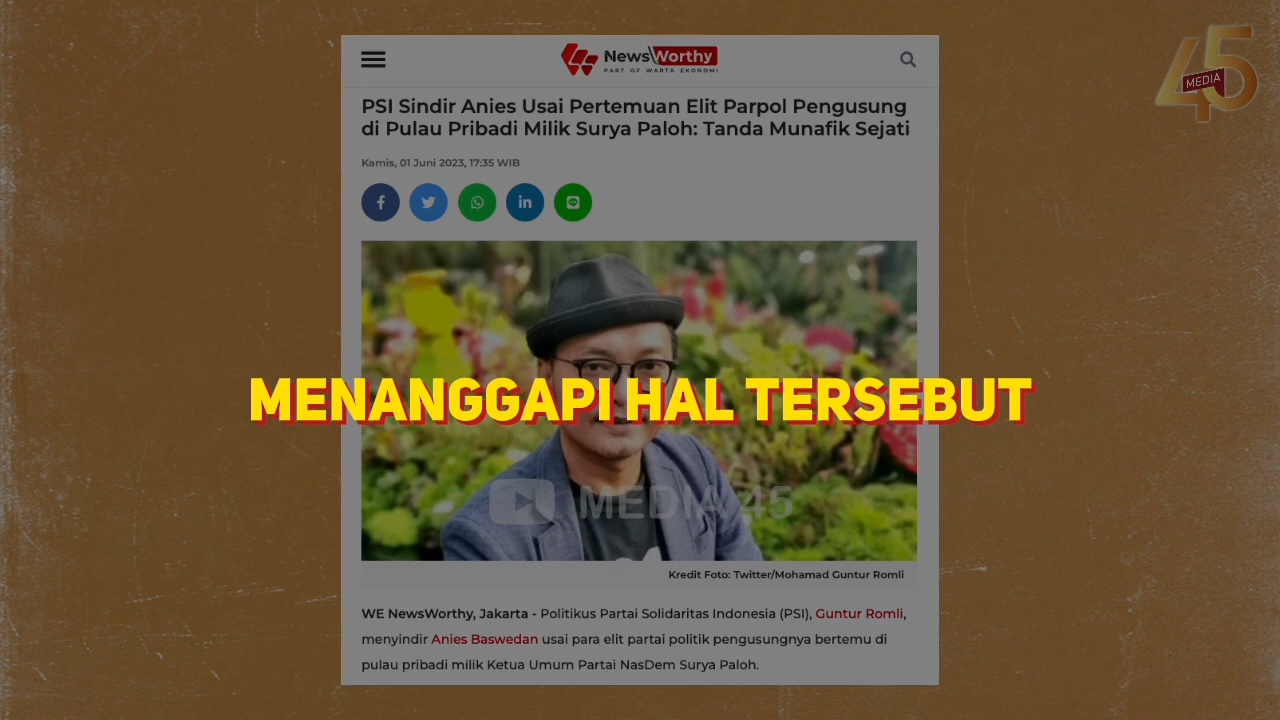 45
MEDIA
NewsWorthy
PART OF WARTA EKONOMI
PSI Sindir Anies Usai Pertemuan Elit Parpol Pengusung
di Pulau Pribadi Milik Surya Paloh: Tanda Munafik Sejati
Kamis, 01 Juni 2023, 17:35 WIB
MENANGGAPI HAL TERSEBUT
MEDIA 45
Kredit Foto: Twitter/Mohamad Guntur Romli
WE NewsWorthy, Jakarta - Politikus Partai Solidaritas Indonesia (PSI), Guntur Romli,
menyindir Anies Baswedan usai para elit partai politik pengusungnya bertemu di
pulau pribadi milik Ketua Umum Partai NasDem Surya Paloh.